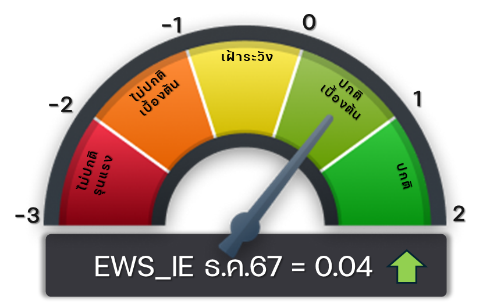 -3
-2
-1
0
1
2
ไม่ปกติ
รุนแรง
ไม่ปกติ
เบื้องต้น
เฝ้าระวัง
ปกติ
เบื้องต้น
ปกติ
EWS_IE ธ.ค.67 = 0.04